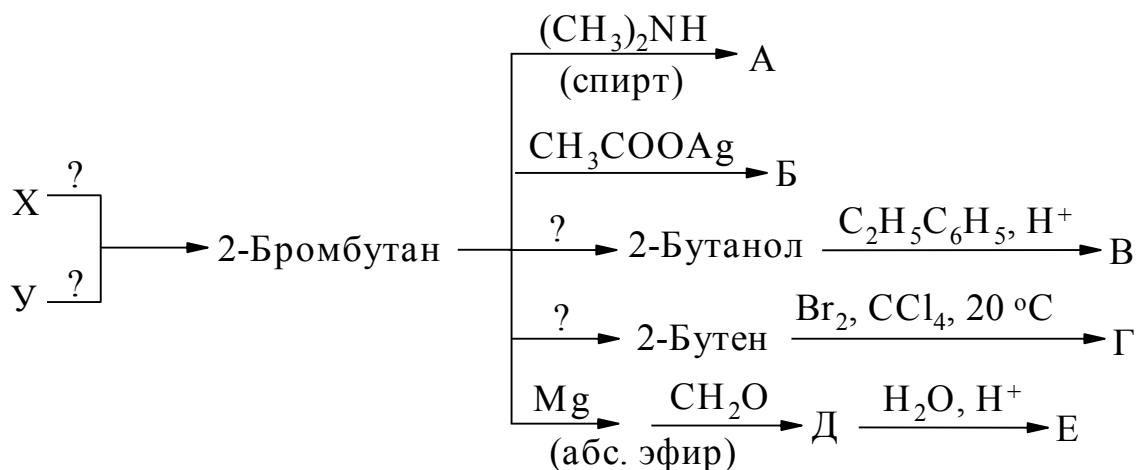 (CH3)2NH
(спирт)
А
CH3COOAg
Б
?
Х
?
У
2-Бромбутан
?
2-Бутанол
C2H5C6H5, H+
В
?
2-Бутен
Br2, CCl4, 20 oC
Г
Mg
(абс. эфир)
CH2O
Д
H2O, H+
Е